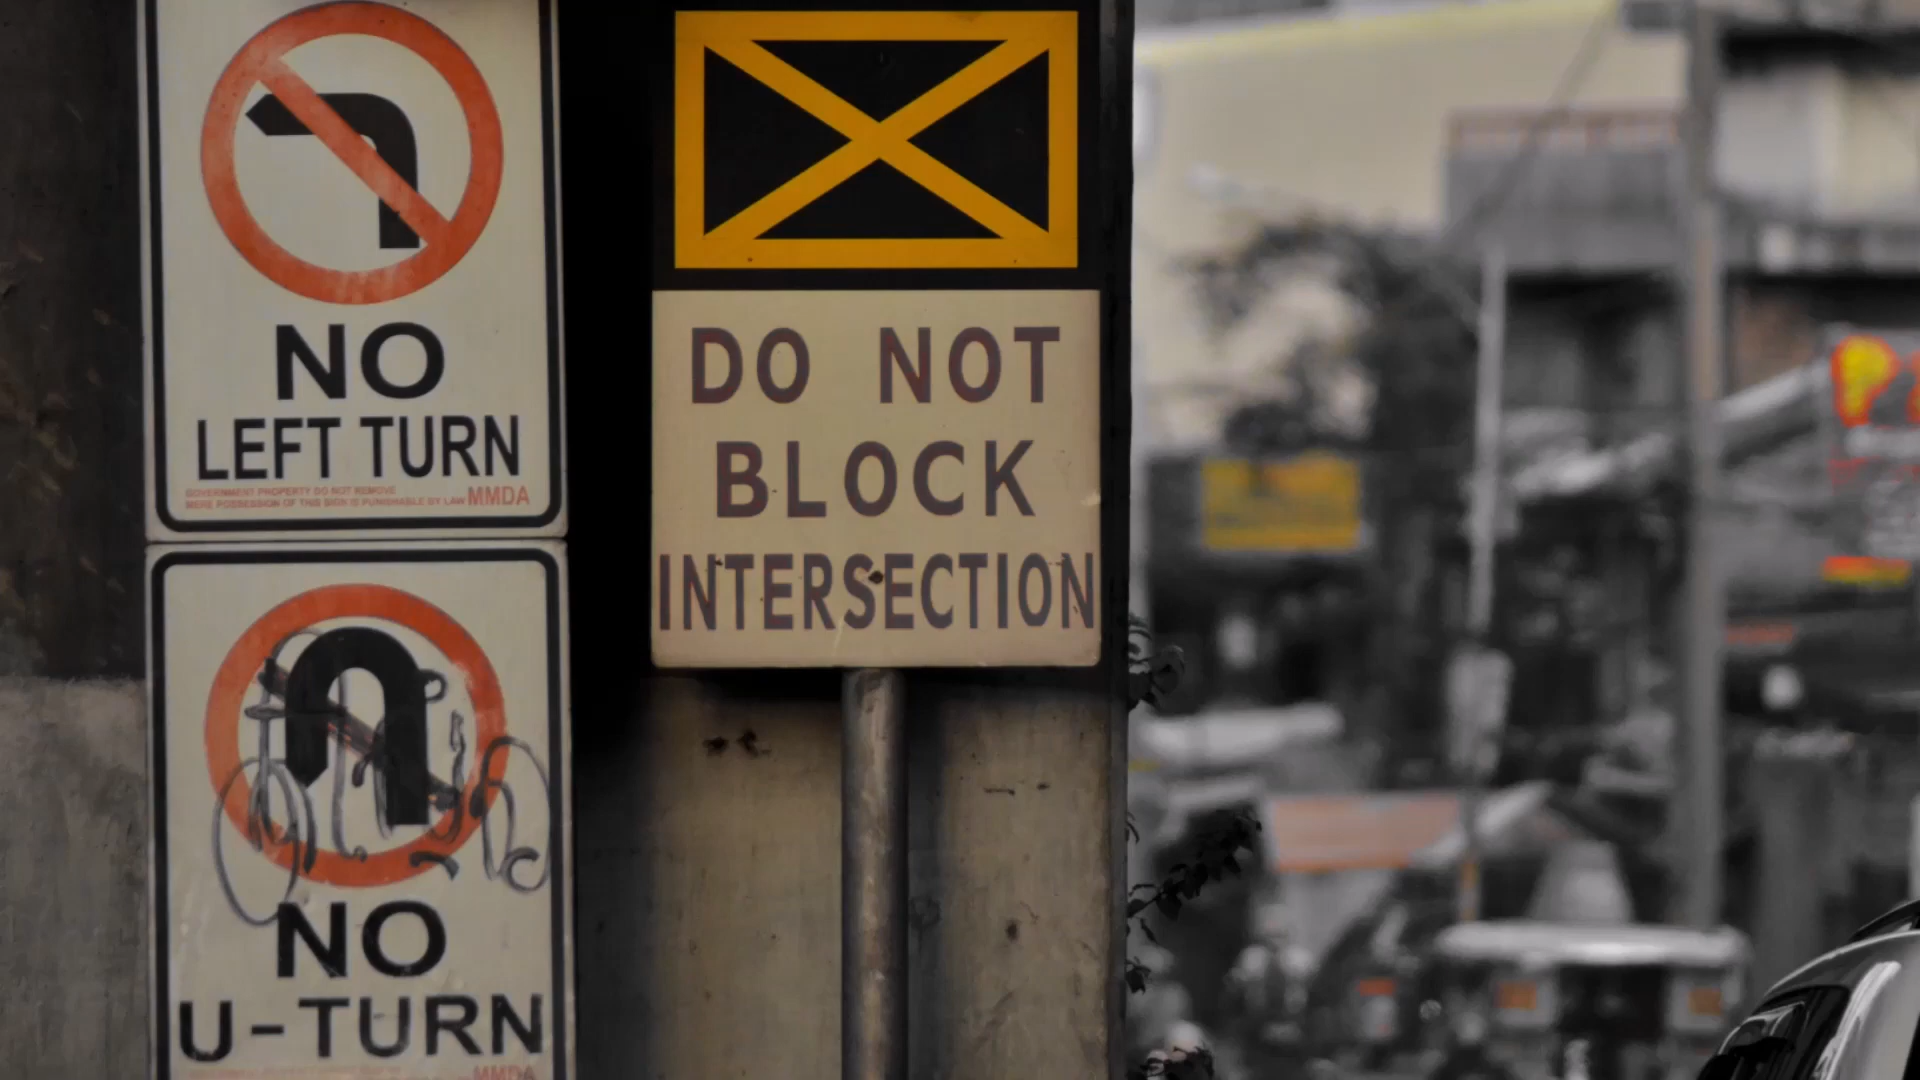 NO
LEFT TURN
GOVERNMENT PROPERTY DO NOT REMOVE
MERE POSSESSION OF THIS SIGN IS PUNISHABLE BY LAW MMDA
NO
U-TURN
MMDA
DO NOT
BLOCK
INTERSECTION